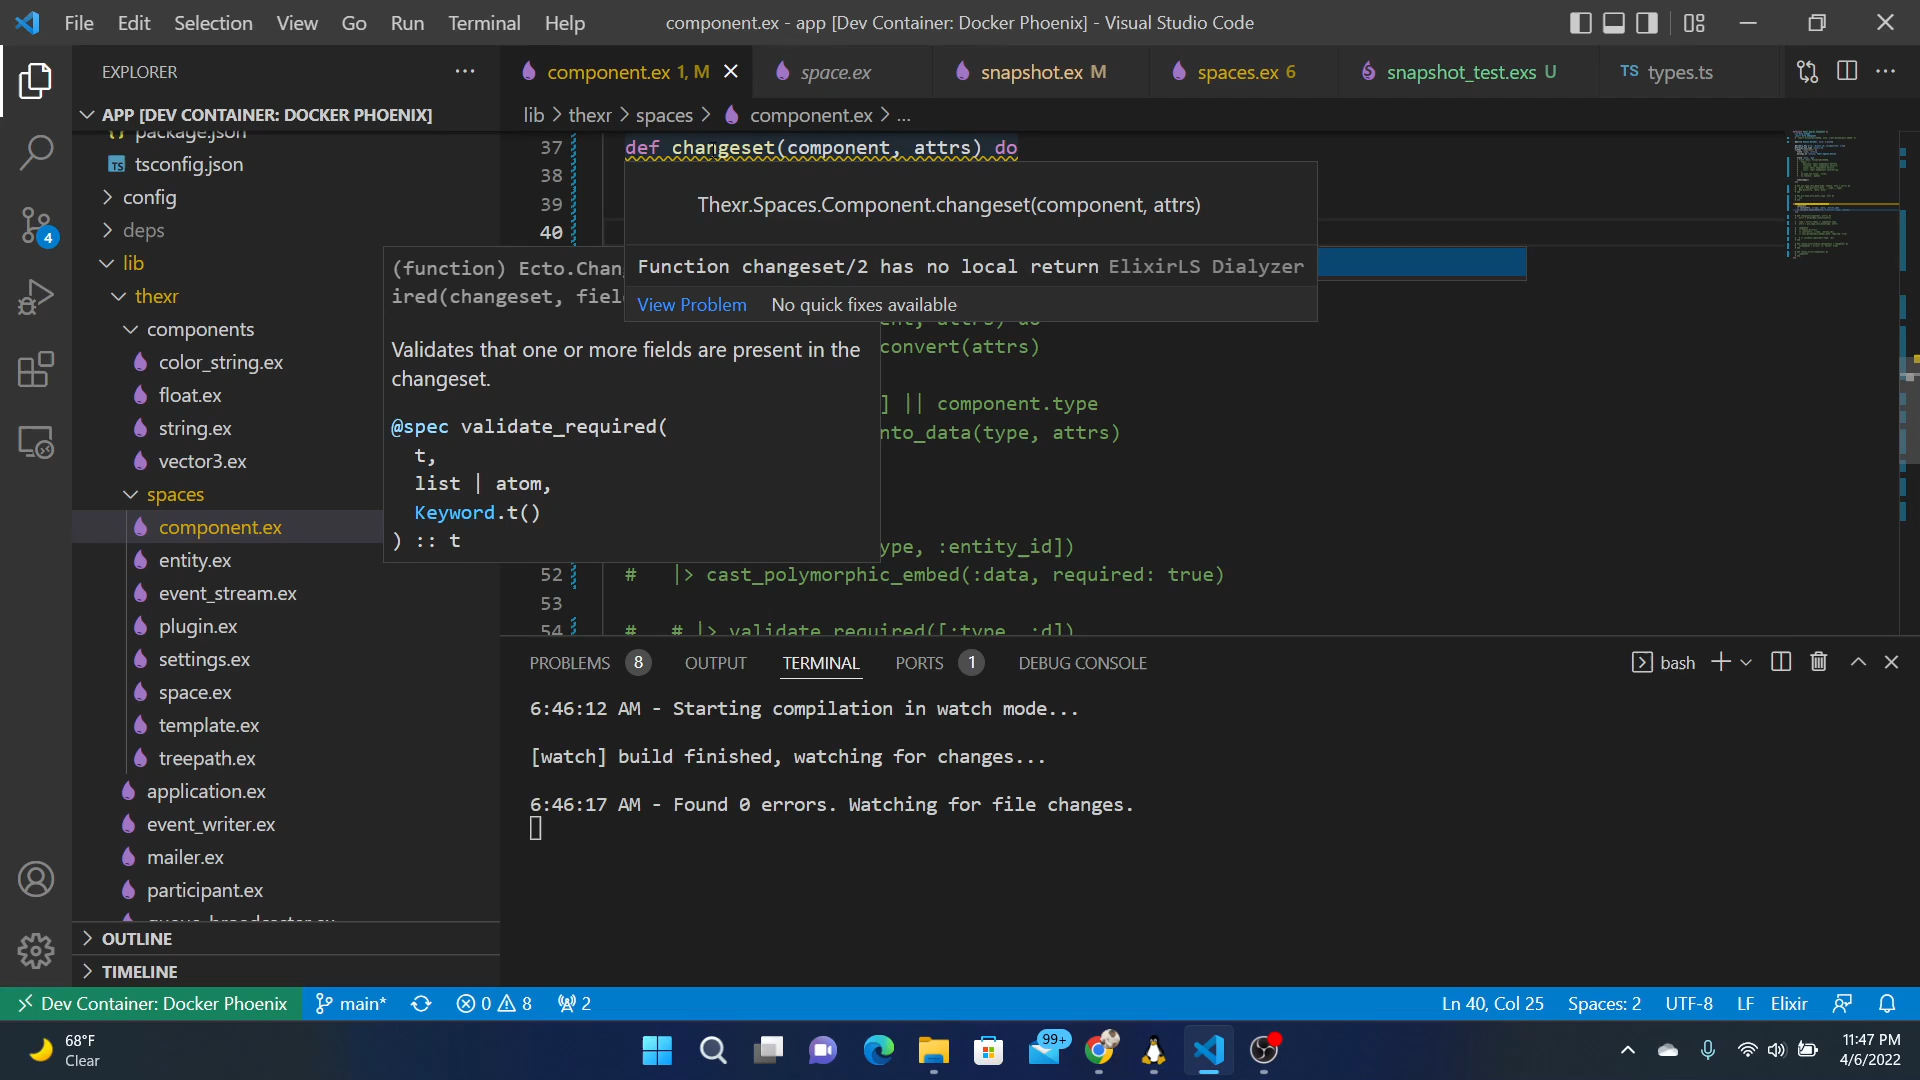 File Edit Selection View Go Run Terminal Help
component.ex - app [Dev Container: Docker Phoenix] - Visual Studio Code
EXPLORER
component.ex 1, M
space.ex
snapshot.ex M
spaces.ex 6
snapshot_test.exs U
TS types.ts
APP [DEV CONTAINER: DOCKER PHOENIX]
lib > thexr > spaces > component.ex > ...
package.json
TS tsconfig.json
config
deps
lib
thexr
components
color_string.ex
float.ex
string.ex
vector3.ex
spaces
component.ex
entity.ex
event_stream.ex
plugin.ex
settings.ex
space.ex
template.ex
treepath.ex
application.ex
event_writer.ex
mailer.ex
participant.ex
OUTLINE
TIMELINE
4
37 def changeset(component, attrs) do
38
39
40
Thexr.Spaces.Component.changeset(component, attrs)
Function changeset/2 has no local return ElixirLS Dialyzer
View Problem No quick fixes available
(function) Ecto.Chan
ired(changeset, fiel
Validates that one or more fields are present in the
changeset.
@spec validate_required(
t,
list | atom,
Keyword.t()
) :: t
convert(attrs)
] || component.type
nto_data(type, attrs)
ype, :entity_id])
52 # |> cast_polymorphic_embed(:data, required: true)
53
54 # # |> validate_required([:type, :d])
PROBLEMS 8 OUTPUT TERMINAL PORTS 1 DEBUG CONSOLE
bash
6:46:12 AM - Starting compilation in watch mode...
[watch] build finished, watching for changes...
6:46:17 AM - Found 0 errors. Watching for file changes.
Dev Container: Docker Phoenix main* 0 8 2
Ln 40, Col 25 Spaces: 2 UTF-8 LF Elixir
68°F
Clear
99+
11:47 PM
4/6/2022